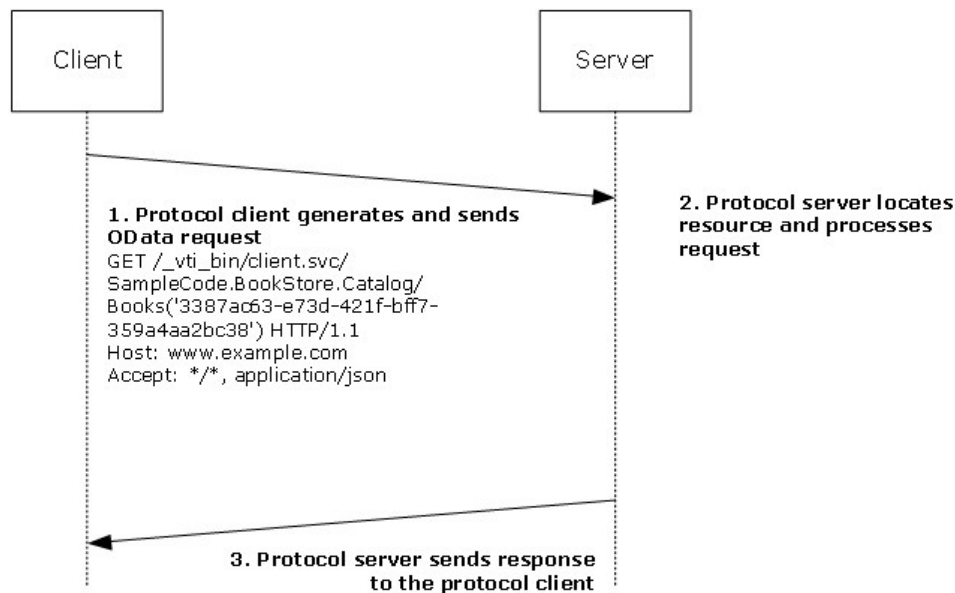 Client
Server
1. Protocol client generates and sends
OData request
GET /_vti_bin/client.svc/
SampleCode.BookStore.Catalog/
Books('3387ac63-e73d-421f-bff7-
359a4aa2bc38') HTTP/1.1
Host: www.example.com
Accept: */*, application/json
2. Protocol server locates
resource and processes
request
3. Protocol server sends response
to the protocol client